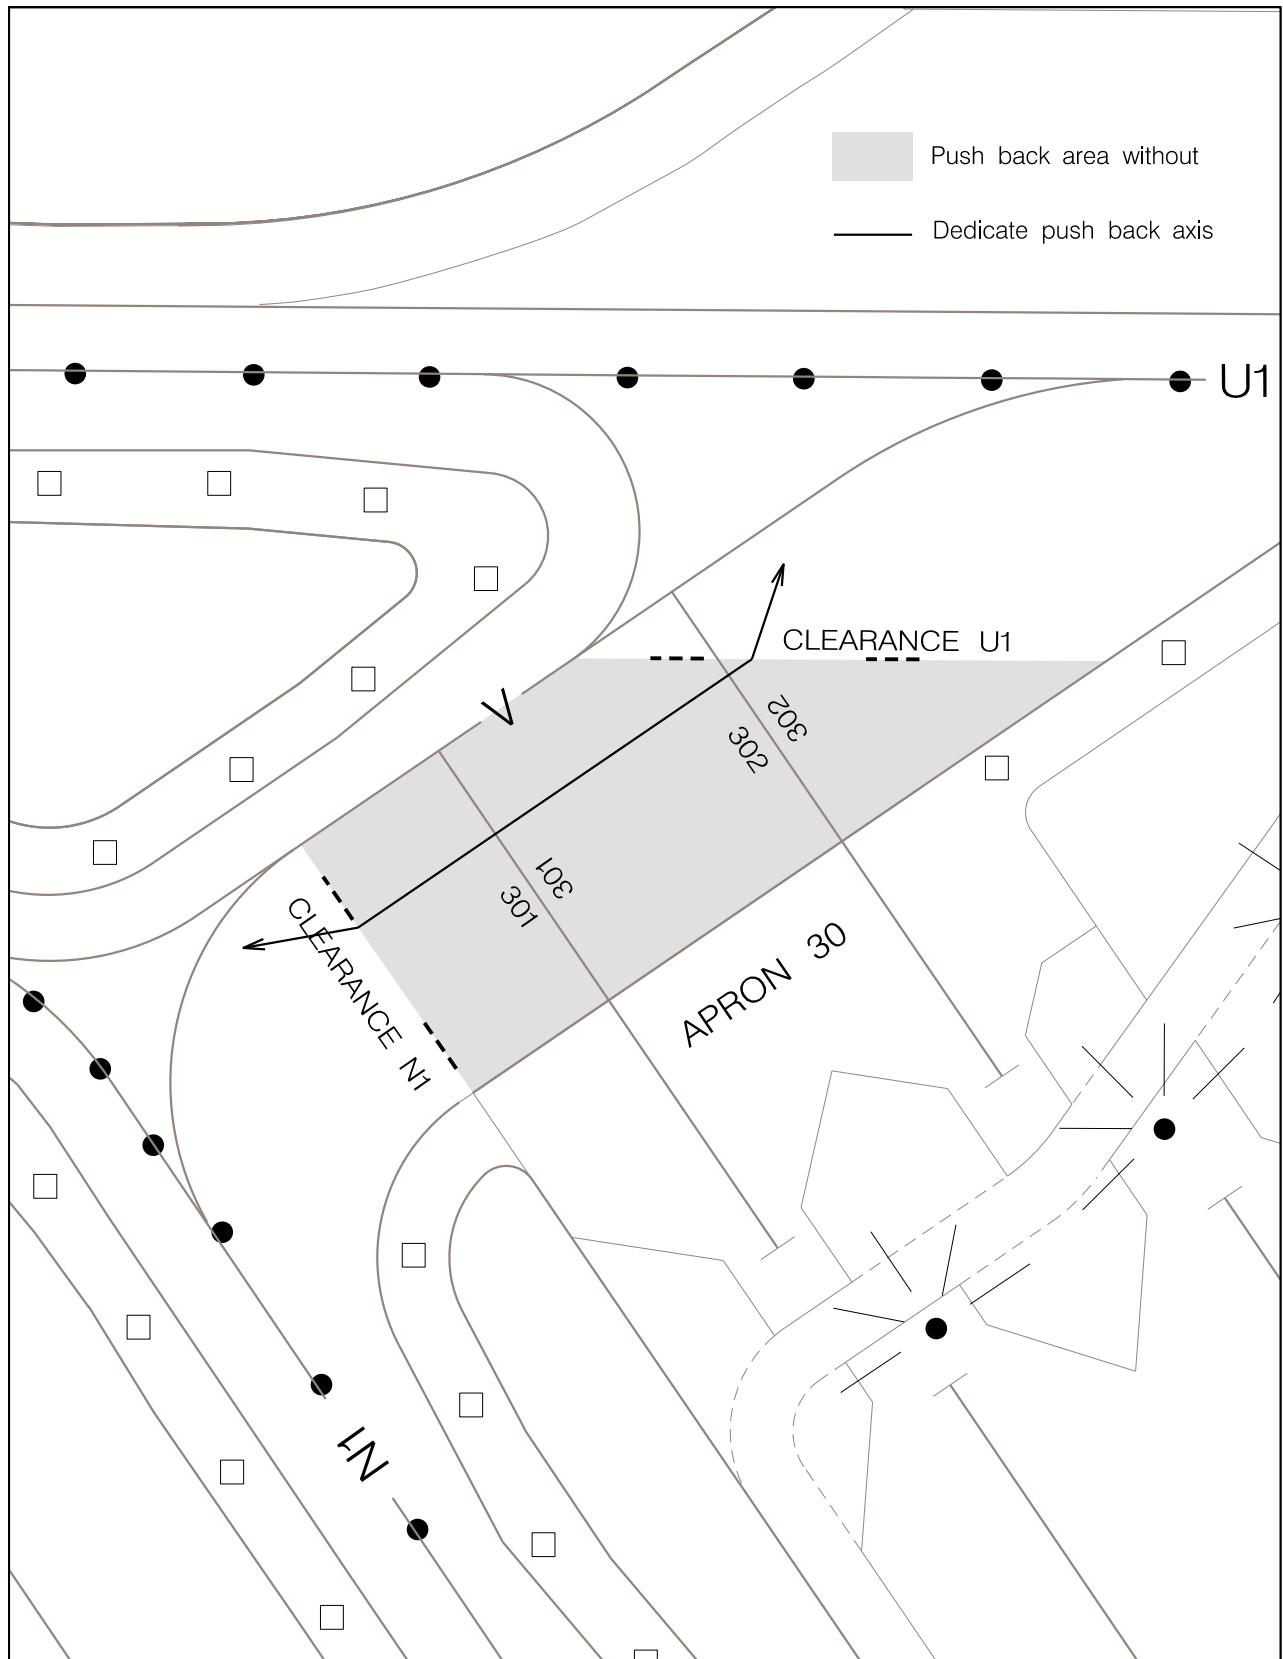 Push back area without
Dedicate push back axis
U1
CLEARANCE U1
V
302
302
301
301
CLEARANCE N1
APRON 30
N1